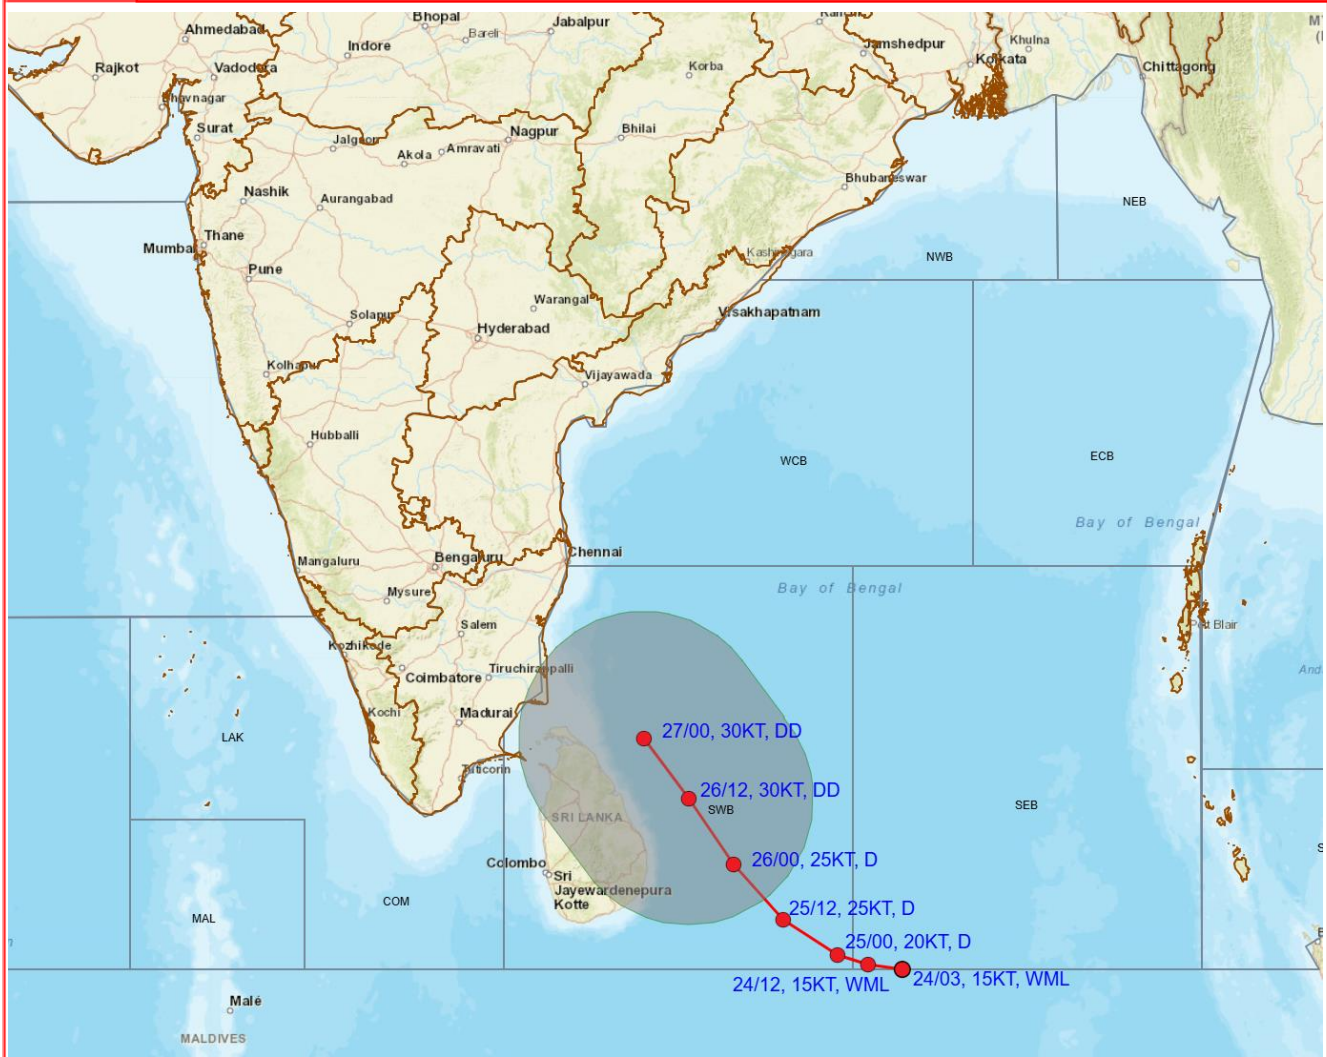 Bhopal
Jabalpur
Ahmedabad
Indore
Bareli
Jamshedpur
Khulna
Kolkata
Chittagong
Rajkot
Vadodara
Korba
Surat
Jalgaon
Akola
Amravati
Nagpur
Bhilai
Nashik
Aurangabad
Bhubaneswar
NEB
Thane
Mumbai
Pune
NWB
Warangal
Solapur
Visakhapatnam
Hyderabad
Kolhapur
Vijayawada
Hubballi
WCB
ECB
Bay of Bengal
Mangaluru
Bengaluru
Chennai
Mysure
Bay of Bengal
Salem
Port Blair
Kozhikode
Coimbatore
Tiruchirappalli
And
Kochi
Madurai
LAK
27/00, 30KT, DD
Tuticorin
26/12, 30KT, DD
SWB
SEB
SRI LANKA
Colombo
26/00, 25KT, D
Sri
Jayewardenepura
Kotte
COM
MAL
25/12, 25KT, D
25/00, 20KT, D
24/12, 15KT, WML
24/03, 15KT, WML
Malé
MALDIVES